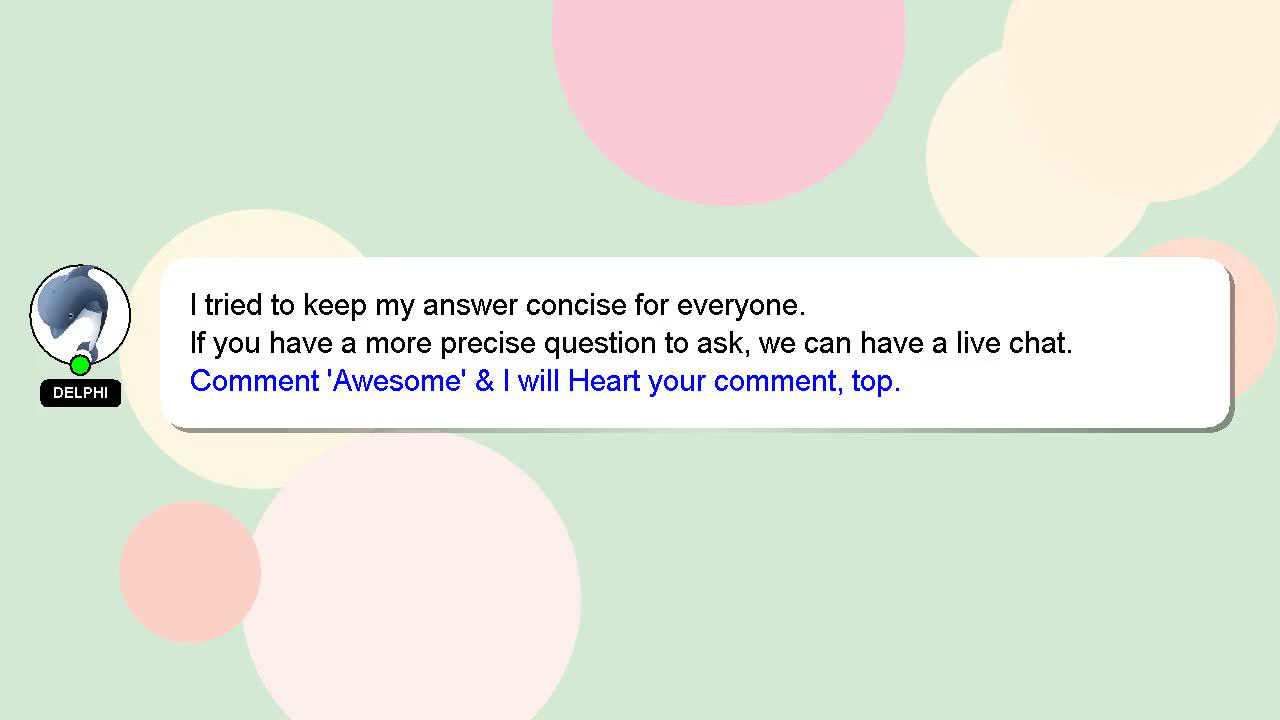 I tried to keep my answer concise for everyone.
If you have a more precise question to ask, we can have a live chat.
Comment 'Awesome' & I will Heart your comment, top.
DELPHI